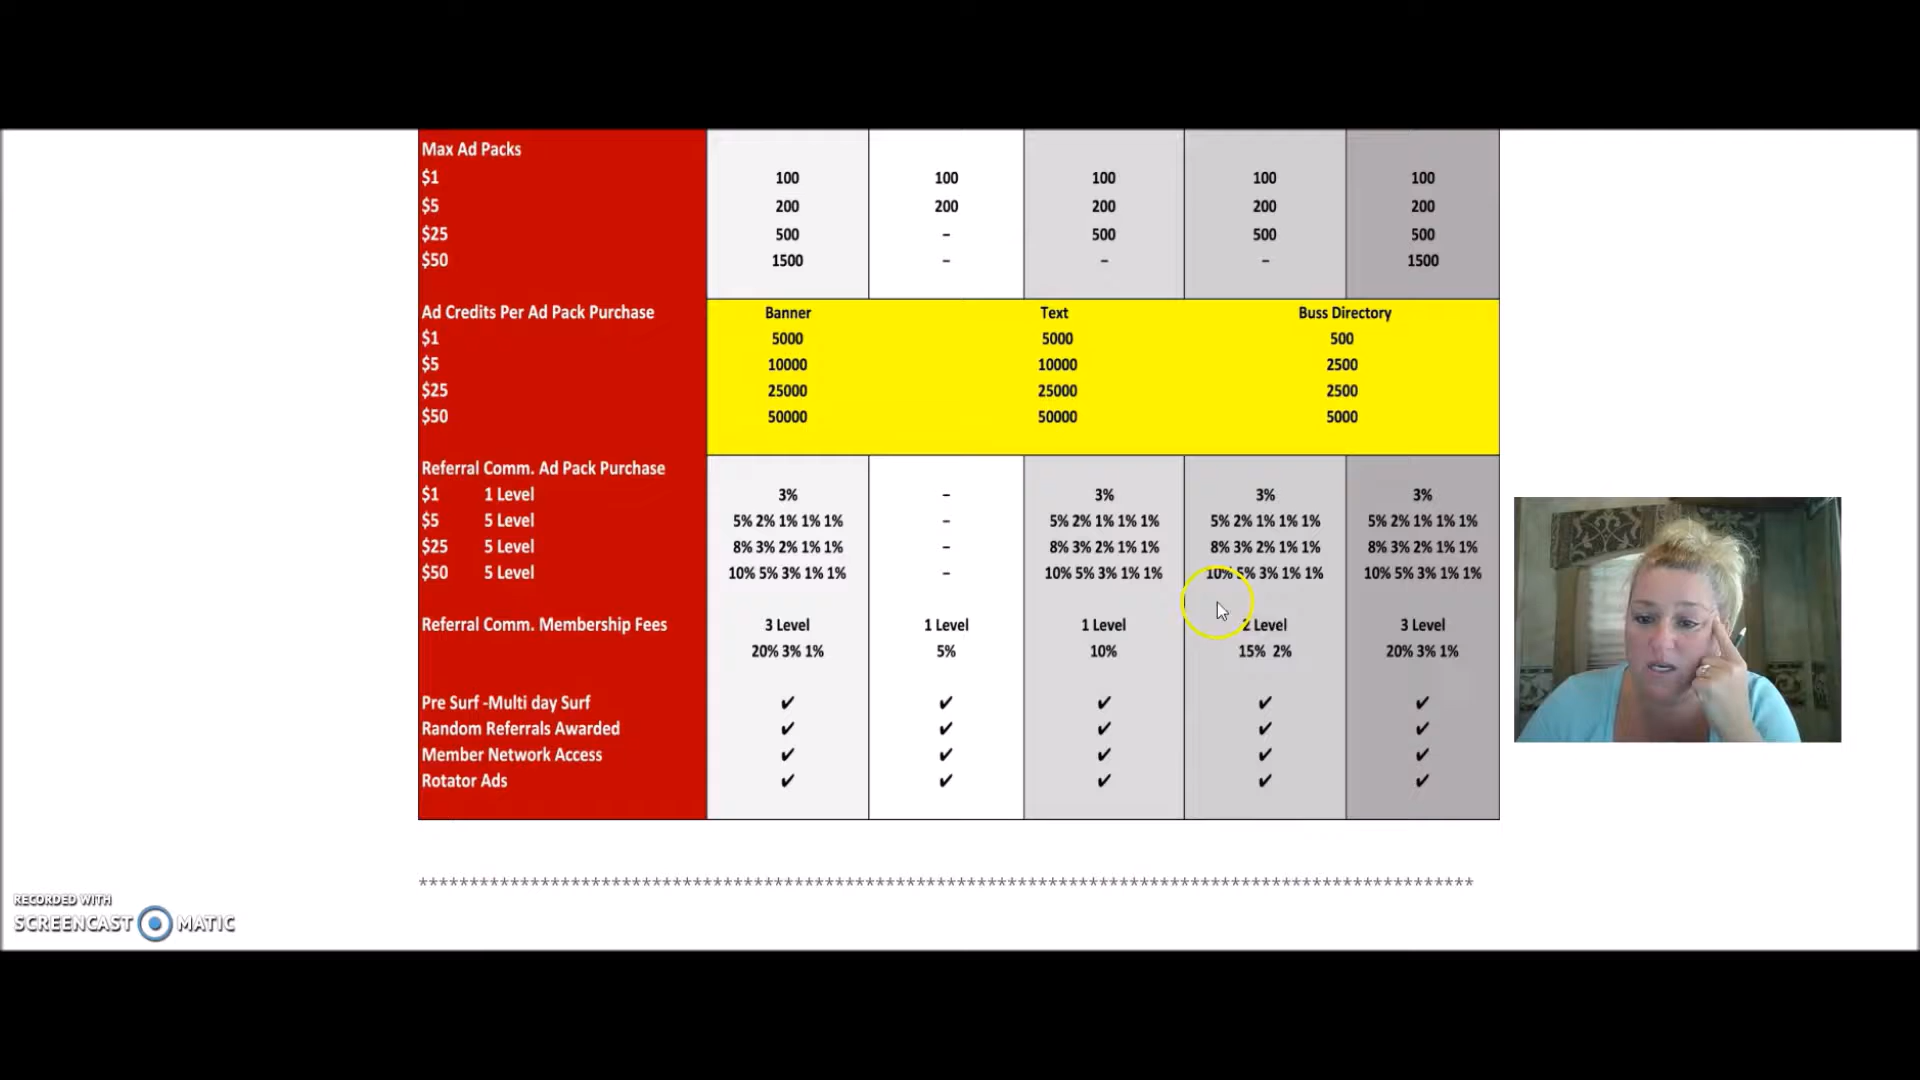 Max Ad Packs
$1 100 100 100 100 100
$5 200 200 200 200 200
$25 500 – 500 500 500
$50 1500 – – – 1500
Ad Credits Per Ad Pack Purchase Banner Text Buss Directory
$1 5000 5000 500
$5 10000 10000 2500
$25 25000 25000 2500
$50 50000 50000 5000
Referral Comm. Ad Pack Purchase
$1 1 Level 3% – 3% 3% 3%
$5 5 Level 5% 2% 1% 1% 1% – 5% 2% 1% 1% 1% 5% 2% 1% 1% 1% 5% 2% 1% 1% 1%
$25 5 Level 8% 3% 2% 1% 1% – 8% 3% 2% 1% 1% 8% 3% 2% 1% 1% 8% 3% 2% 1% 1%
$50 5 Level 10% 5% 3% 1% 1% – 10% 5% 3% 1% 1% 10% 5% 3% 1% 1% 10% 5% 3% 1% 1%
Referral Comm. Membership Fees 3 Level 1 Level 1 Level 2 Level 3 Level
20% 3% 1% 5% 10% 15% 2% 20% 3% 1%
Pre Surf -Multi day Surf ✓ ✓ ✓ ✓ ✓
Random Referrals Awarded ✓ ✓ ✓ ✓ ✓
Member Network Access ✓ ✓ ✓ ✓ ✓
Rotator Ads ✓ ✓ ✓ ✓ ✓
RECORDED WITH
SCREENCAST MATIC